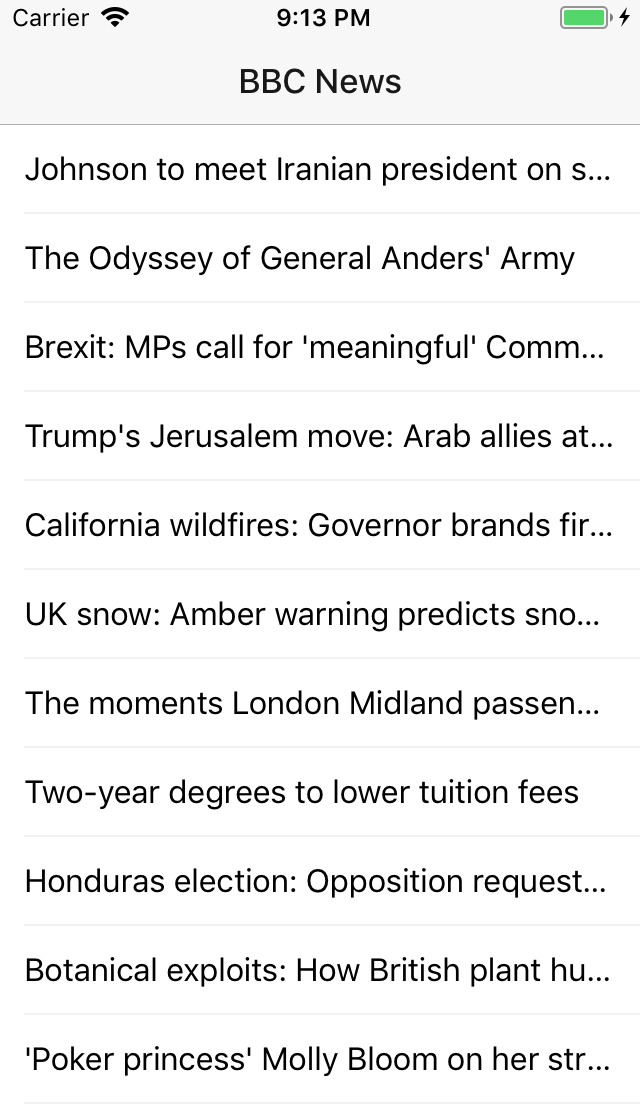 Carrier 9:13 PM
BBC News
Johnson to meet Iranian president on s...
The Odyssey of General Anders' Army
Brexit: MPs call for 'meaningful' Comm...
Trump's Jerusalem move: Arab allies at...
California wildfires: Governor brands fir...
UK snow: Amber warning predicts sno...
The moments London Midland passen...
Two-year degrees to lower tuition fees
Honduras election: Opposition request...
Botanical exploits: How British plant hu...
'Poker princess' Molly Bloom on her str...